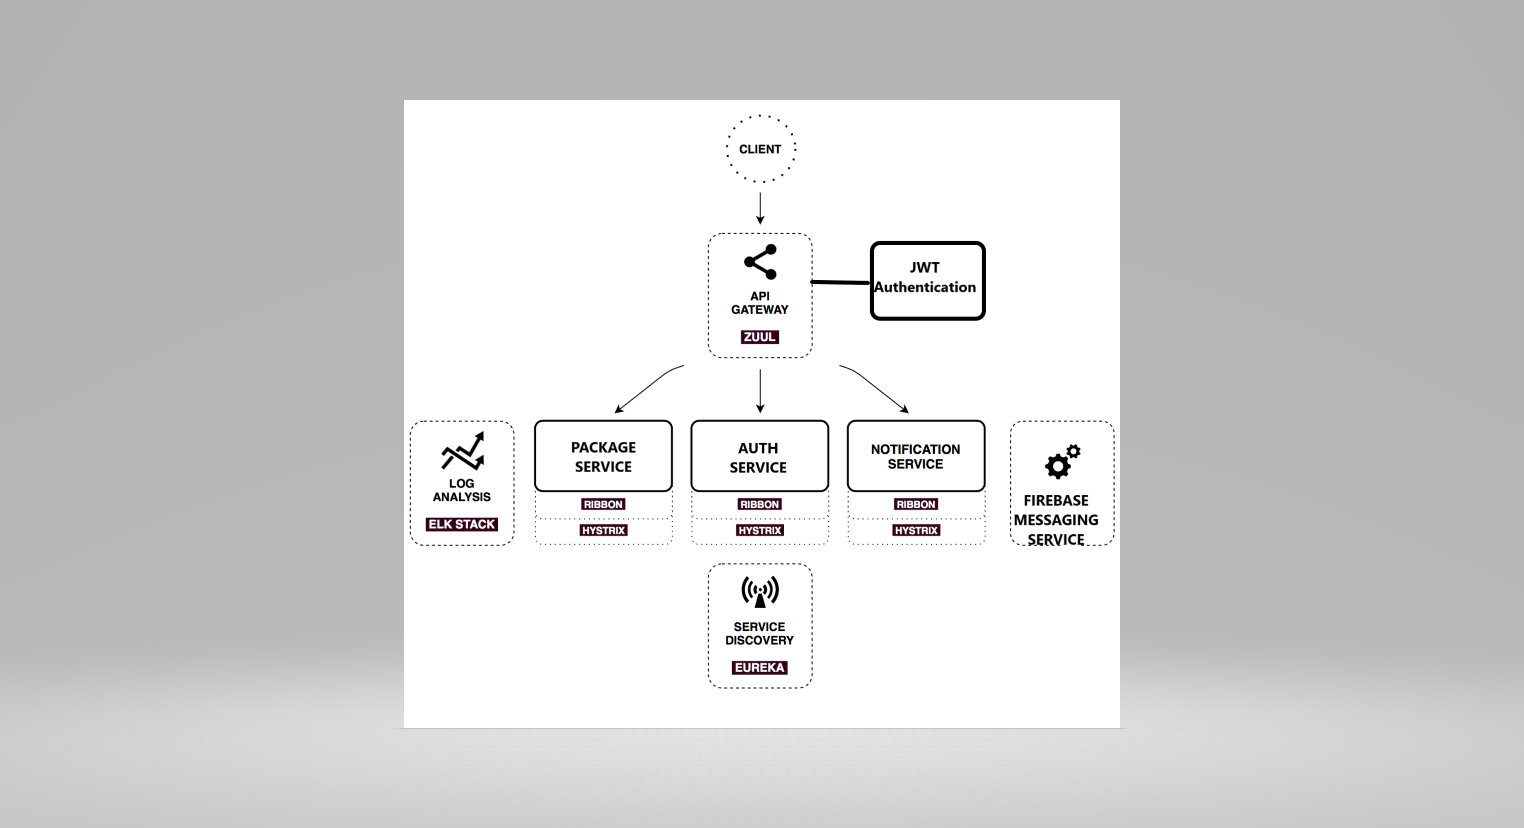 CLIENT
API
GATEWAY
ZUUL
JWT
Authentication
LOG
ANALYSIS
ELK STACK
PACKAGE
SERVICE
RIBBON
HYSTRIX
AUTH
SERVICE
RIBBON
HYSTRIX
NOTIFICATION
SERVICE
RIBBON
HYSTRIX
FIREBASE
MESSAGING
SERVICE
SERVICE
DISCOVERY
EUREKA